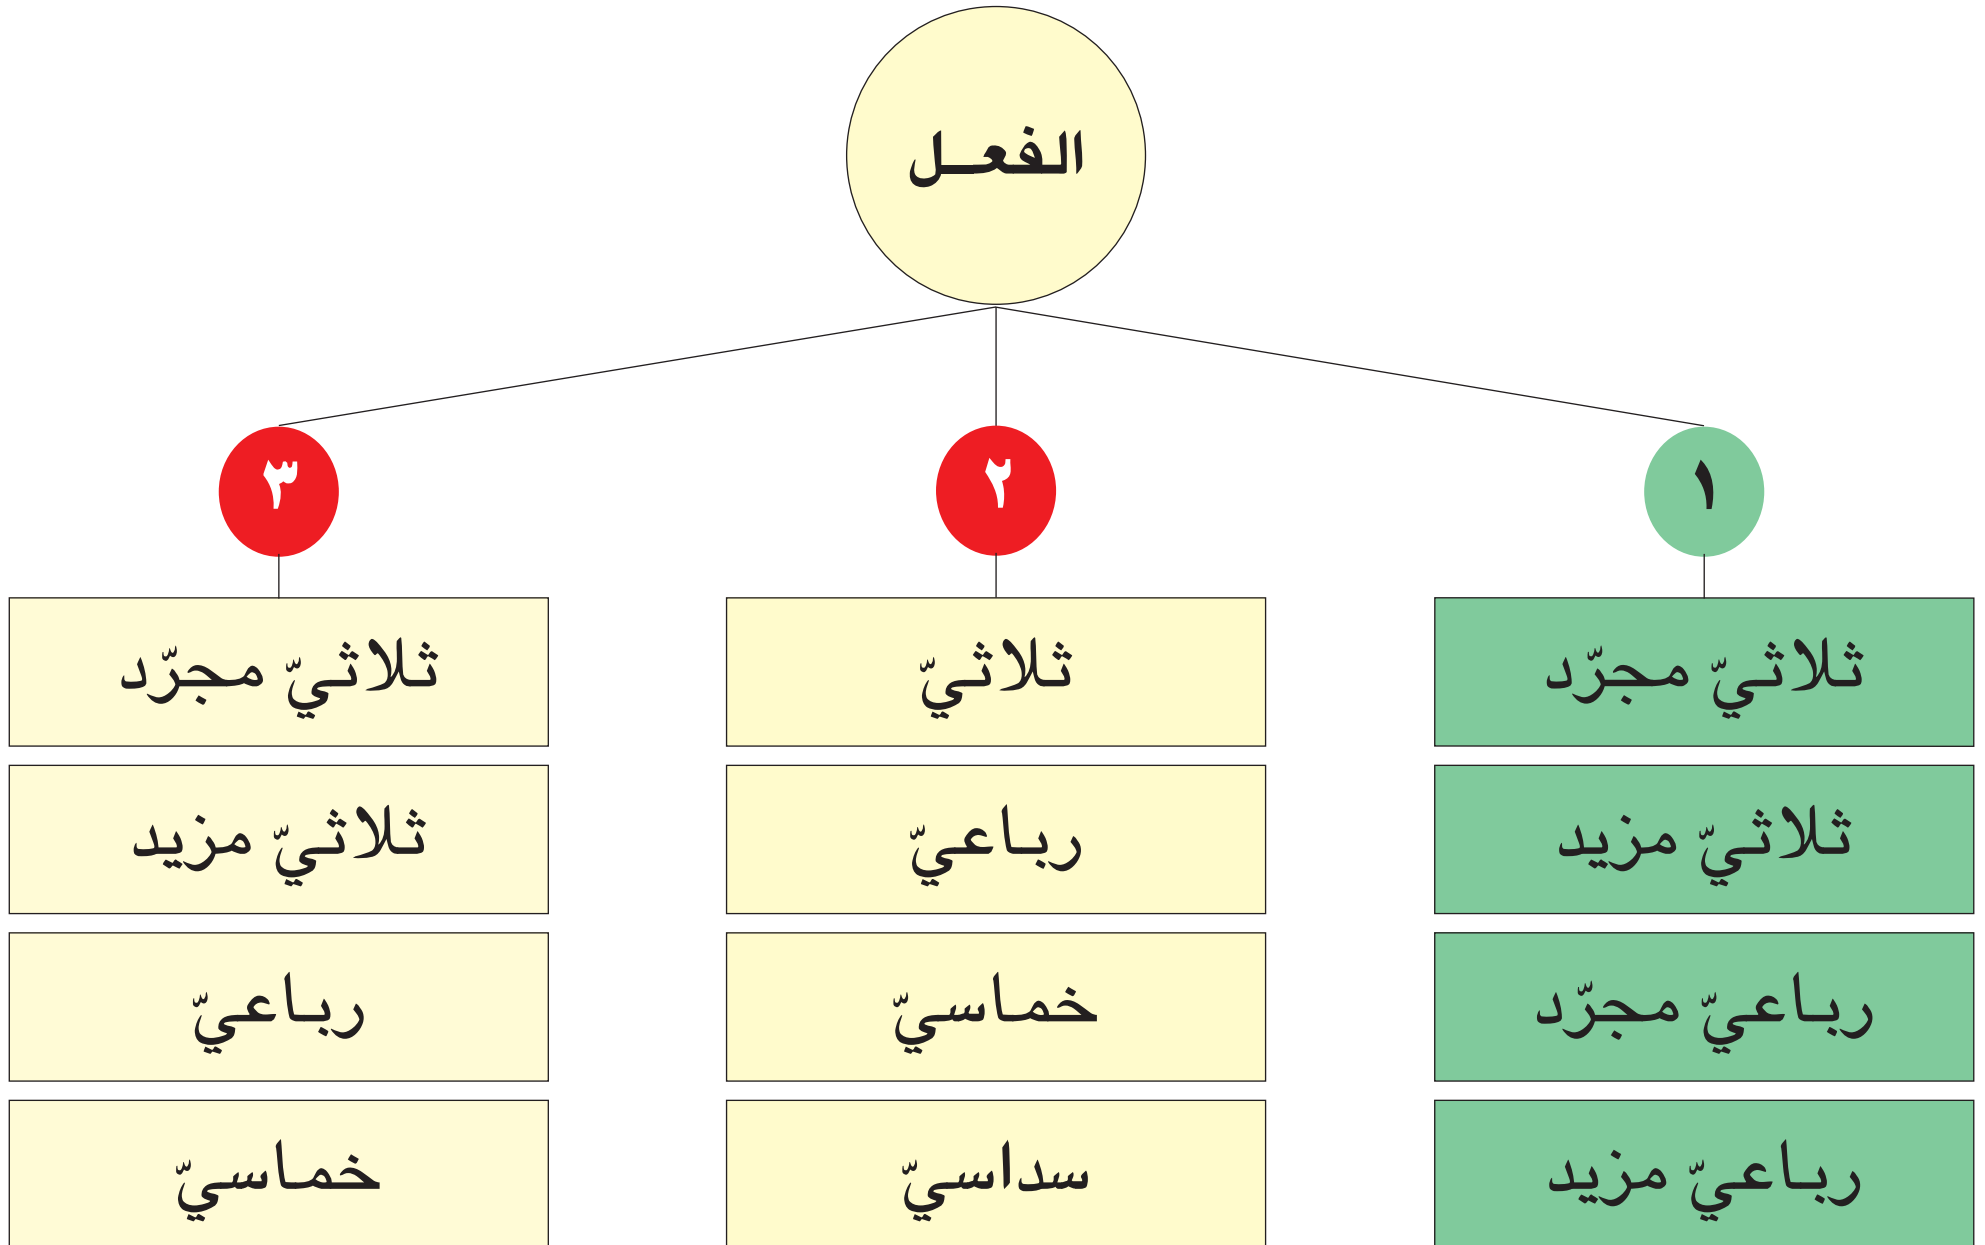 الفعل
١
٢
٣
ثلاثيّ مجرّد
ثلاثيّ مزيد
رباعيّ مجرّد
رباعيّ مزيد
ثلاثيّ
رباعيّ
خماسيّ
سداسيّ
ثلاثيّ مجرّد
ثلاثيّ مزيد
رباعيّ
خماسيّ